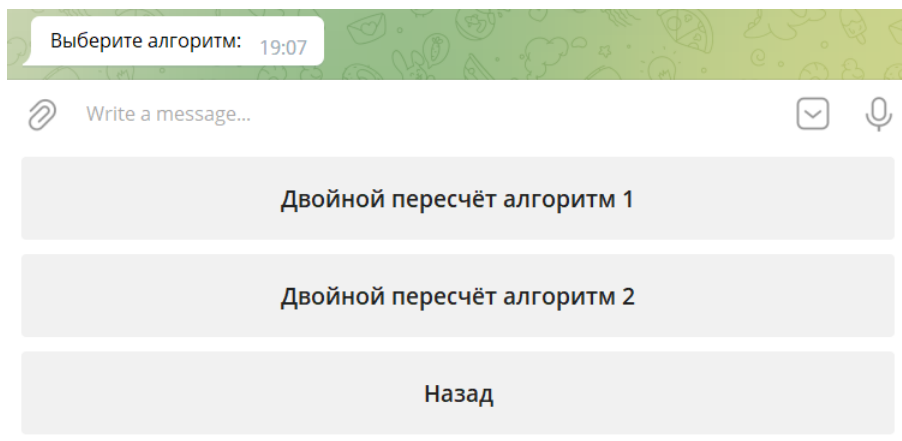 Выберите алгоритм: 19:07
Write a message...
Двойной пересчёт алгоритм 1
Двойной пересчёт алгоритм 2
Назад